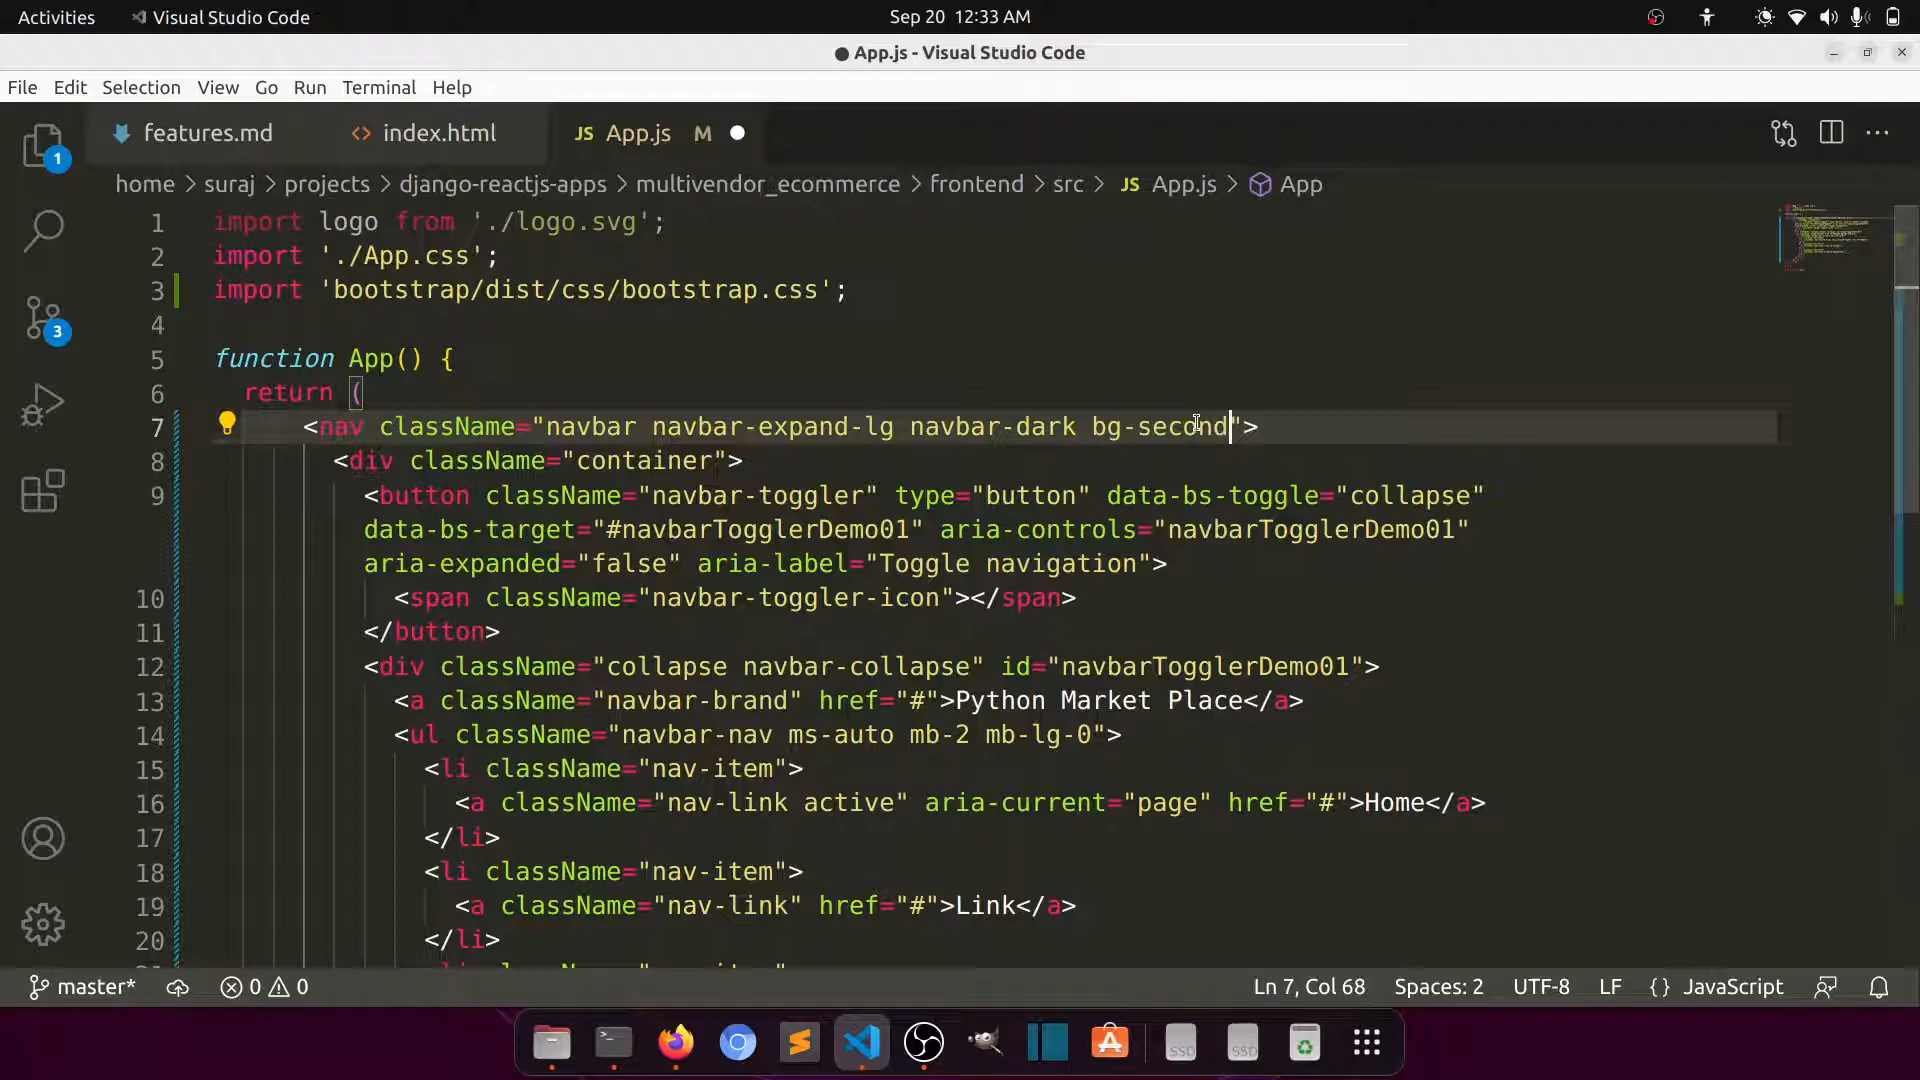 Activities
Visual Studio Code
Sep 20 12:33 AM
● App.js - Visual Studio Code
File Edit Selection View Go Run Terminal Help
features.md
index.html
JS App.js M
home > suraj > projects > django-reactjs-apps > multivendor_ecommerce > frontend > src > JS App.js > App
1 import logo from './logo.svg';
2 import './App.css';
3 import 'bootstrap/dist/css/bootstrap.css';
4
5 function App() {
6 return (
7 <nav className="navbar navbar-expand-lg navbar-dark bg-second">
8 <div className="container">
9 <button className="navbar-toggler" type="button" data-bs-toggle="collapse"
data-bs-target="#navbarTogglerDemo01" aria-controls="navbarTogglerDemo01"
aria-expanded="false" aria-label="Toggle navigation">
10 <span className="navbar-toggler-icon"></span>
11 </button>
12 <div className="collapse navbar-collapse" id="navbarTogglerDemo01">
13 <a className="navbar-brand" href="#">Python Market Place</a>
14 <ul className="navbar-nav ms-auto mb-2 mb-lg-0">
15 <li className="nav-item">
16 <a className="nav-link active" aria-current="page" href="#">Home</a>
17 </li>
18 <li className="nav-item">
19 <a className="nav-link" href="#">Link</a>
20 </li>
1
3
master*
0 0
Ln 7, Col 68
Spaces: 2
UTF-8
LF
{} JavaScript
SSD
SSD